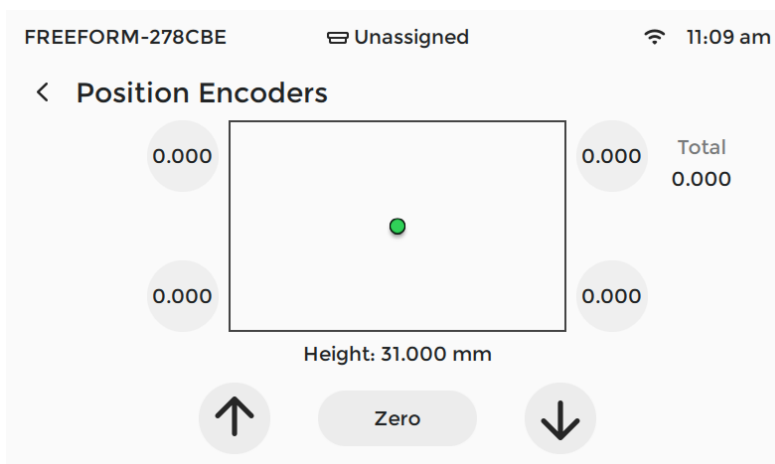 FREEFORM-278CBE Unassigned 11:09 am
Position Encoders
0.000 0.000 Total
0.000
0.000 0.000
Height: 31.000 mm
Zero